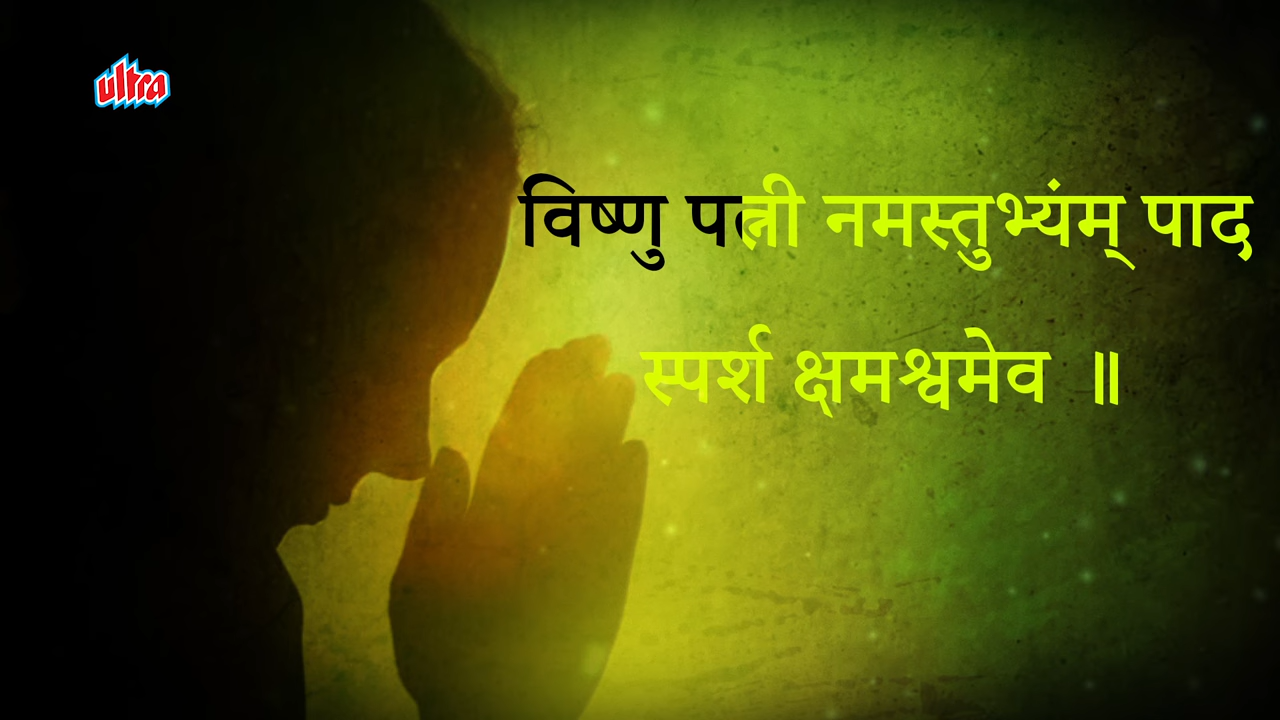 ultra
विष्णु पत्नी नमस्तुभ्यंम् पाद
स्पर्श क्षमश्वमेव ॥